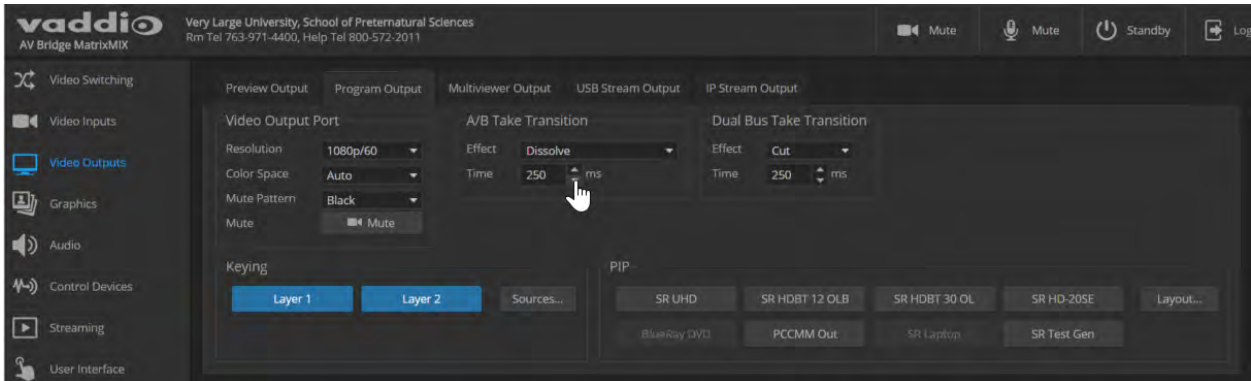 vaddio
AV Bridge MatrixMIX
Very Large University, School of Preternatural Sciences
Rm Tel 763-971-4400, Help Tel 800-572-2011
Mute
Mute
Standby
Log
Video Switching
Video Inputs
Video Outputs
Graphics
Audio
Control Devices
Streaming
User Interface
Preview Output
Program Output
Multiviewer Output
USB Stream Output
IP Stream Output
Video Output Port
Resolution 1080p/60
Color Space Auto
Mute Pattern Black
Mute Mute
A/B Take Transition
Effect Dissolve
Time 250 ms
Dual Bus Take Transition
Effect Cut
Time 250 ms
Keying
Layer 1 Layer 2 Sources...
PIP
SR UHD SR HDBT 12 OLB SR HDBT 30 OL SR HD-20SE Layout...
BlueRay DVD PCCMM Out SR Laptop SR Test Gen